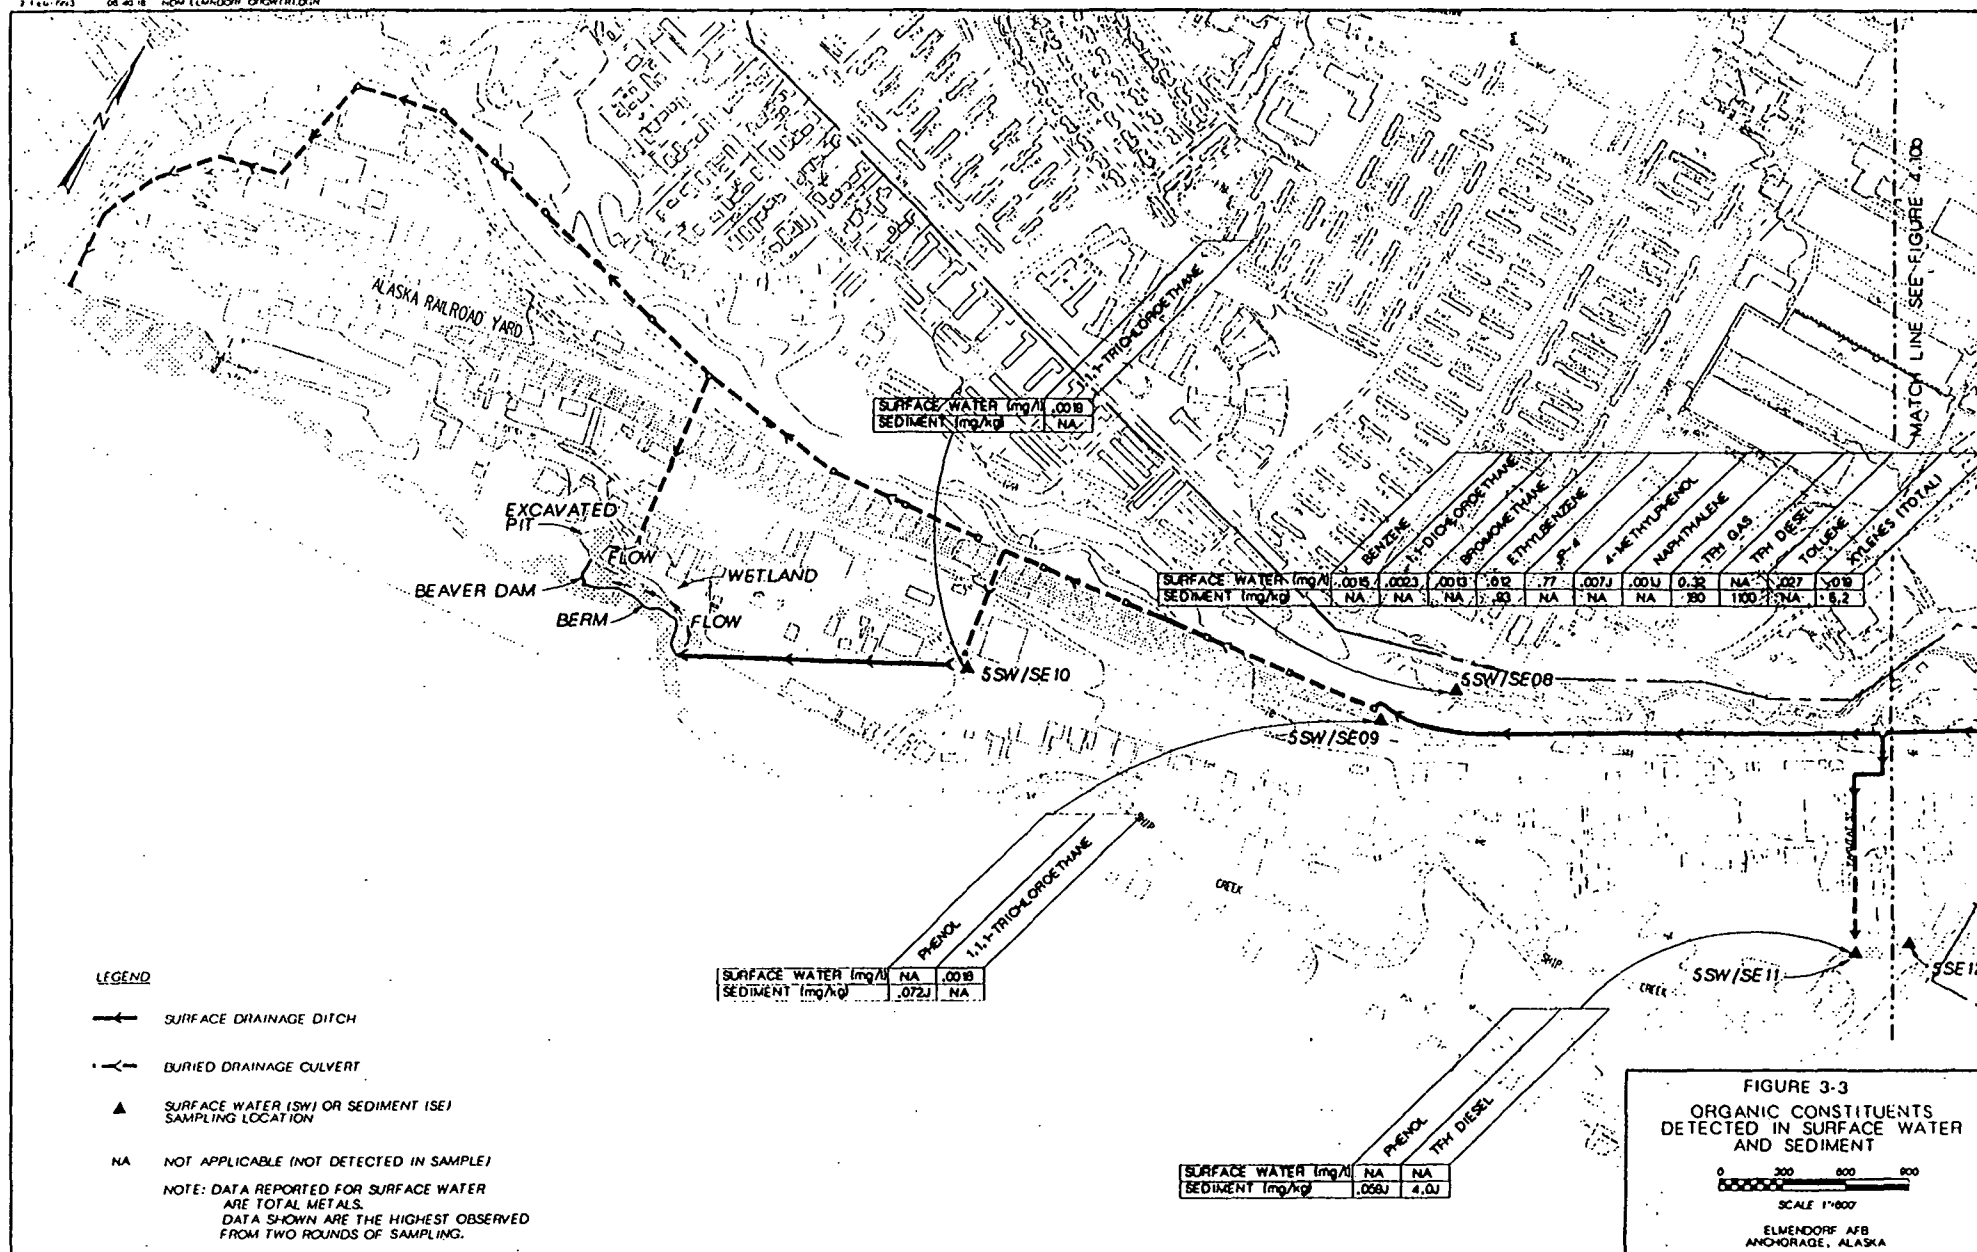 N
ALASKA RAILROAD YARD
MATCH LINE SEE FIGURE 4.100
1,1,1-TRICHLOROETHANE
SURFACE WATER (mg/l) .0018
SEDIMENT (mg/kg) NA
BENZENE
1,1-DICHLOROETHANE
BROMOMETHANE
ETHYLBENZENE
JP-4
4-METHYLPHENOL
NAPHTHALENE
TFH GAS
TFH DIESEL
TOLUENE
XYLENES (TOTAL)
SURFACE WATER (mg/l) .0015 .0023 .0013 .012 .77 .007J .001J 0.32 NA .027 .019
SEDIMENT (mg/kg) NA NA NA .93 NA NA NA 180 1100 NA 6.2
EXCAVATED
PIT
FLOW
WETLAND
BEAVER DAM
BERM
FLOW
5SW/SE10
5SW/SE08
5SW/SE09
SHIP
CREEK
SHIP
CREEK
5SW/SE11
5SE12
PHENOL
1,1,1-TRICHLOROETHANE
SURFACE WATER (mg/l) NA .0018
SEDIMENT (mg/kg) .072J NA
PHENOL
TFH DIESEL
SURFACE WATER (mg/l) NA NA
SEDIMENT (mg/kg) .058J 4.0J
LEGEND
SURFACE DRAINAGE DITCH
BURIED DRAINAGE CULVERT
SURFACE WATER (SW) OR SEDIMENT (SE)
SAMPLING LOCATION
NA NOT APPLICABLE (NOT DETECTED IN SAMPLE)
NOTE: DATA REPORTED FOR SURFACE WATER
ARE TOTAL METALS.
DATA SHOWN ARE THE HIGHEST OBSERVED
FROM TWO ROUNDS OF SAMPLING.
FIGURE 3-3
ORGANIC CONSTITUENTS
DETECTED IN SURFACE WATER
AND SEDIMENT
0 300 600 900
SCALE 1"=600'
ELMENDORF AFB
ANCHORAGE, ALASKA